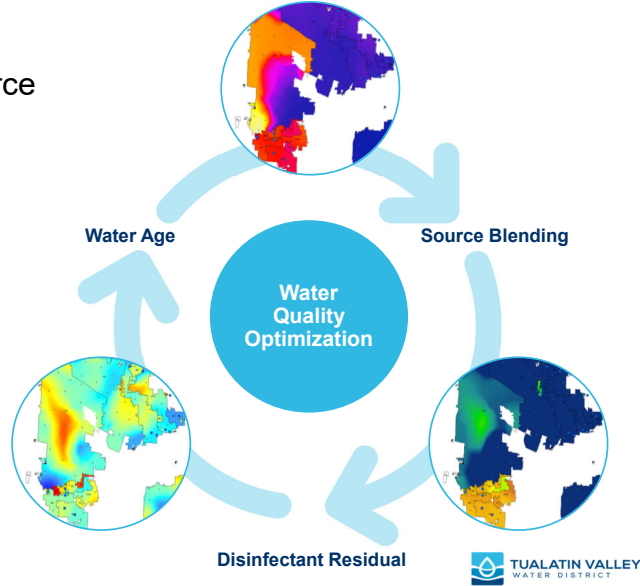 rce
Water Age
Source Blending
Water
Quality
Optimization
Disinfectant Residual
TUALATIN VALLEY
WATER DISTRICT